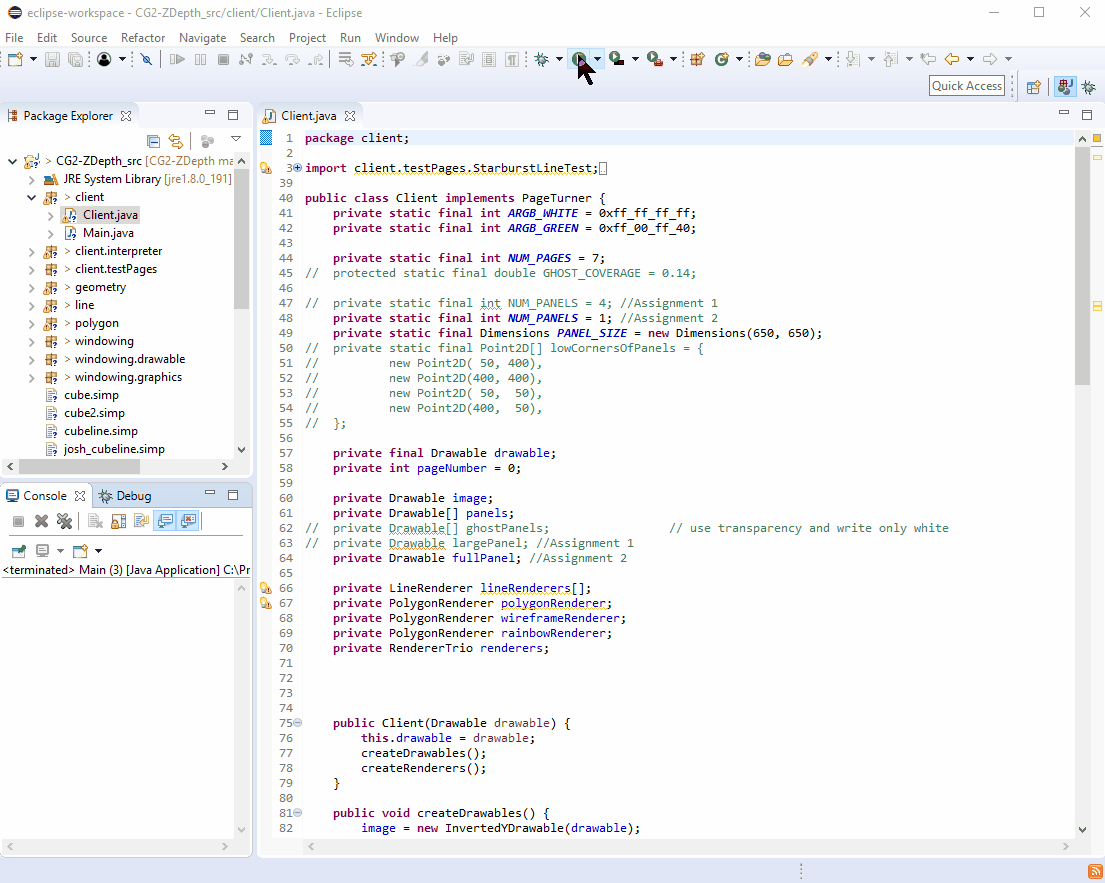 eclipse-workspace - CG2-ZDepth_src/client/Client.java - Eclipse
File Edit Source Refactor Navigate Search Project Run Window Help
Quick Access
Package Explorer
> CG2-ZDepth_src [CG2-ZDepth ma
JRE System Library [jre1.8.0_191]
> client
Client.java
Main.java
> client.interpreter
> client.testPages
> geometry
> line
> polygon
> windowing
> windowing.drawable
> windowing.graphics
cube.simp
cube2.simp
cubeline.simp
josh_cubeline.simp
Console Debug
<terminated> Main (3) [Java Application] C:\Pr
Client.java
1 package client;
2
3 import client.testPages.StarburstLineTest;
39
40 public class Client implements PageTurner {
41 private static final int ARGB_WHITE = 0xff_ff_ff_ff;
42 private static final int ARGB_GREEN = 0xff_00_ff_40;
43
44 private static final int NUM_PAGES = 7;
45 // protected static final double GHOST_COVERAGE = 0.14;
46
47 // private static final int NUM_PANELS = 4; //Assignment 1
48 private static final int NUM_PANELS = 1; //Assignment 2
49 private static final Dimensions PANEL_SIZE = new Dimensions(650, 650);
50 // private static final Point2D[] lowCornersOfPanels = {
51 // new Point2D( 50, 400),
52 // new Point2D(400, 400),
53 // new Point2D( 50,  50),
54 // new Point2D(400,  50),
55 // };
56
57 private final Drawable drawable;
58 private int pageNumber = 0;
59
60 private Drawable image;
61 private Drawable[] panels;
62 // private Drawable[] ghostPanels; // use transparency and write only white
63 // private Drawable largePanel; //Assignment 1
64 private Drawable fullPanel; //Assignment 2
65
66 private LineRenderer lineRenderers[];
67 private PolygonRenderer polygonRenderer;
68 private PolygonRenderer wireframeRenderer;
69 private PolygonRenderer rainbowRenderer;
70 private RendererTrio renderers;
71
72
73
74
75 public Client(Drawable drawable) {
76 this.drawable = drawable;
77 createDrawables();
78 createRenderers();
79 }
80
81 public void createDrawables() {
82 image = new InvertedYDrawable(drawable);